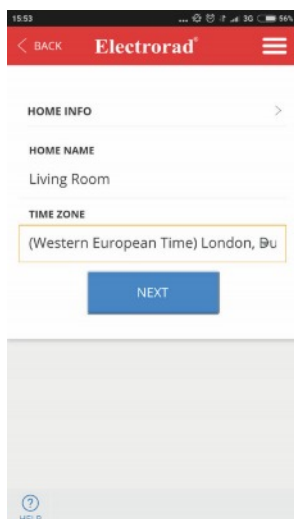 15:53 ... 3G 56%
BACK Electrorad®
HOME INFO
HOME NAME
Living Room
TIME ZONE
(Western European Time) London, Du
NEXT
HELP